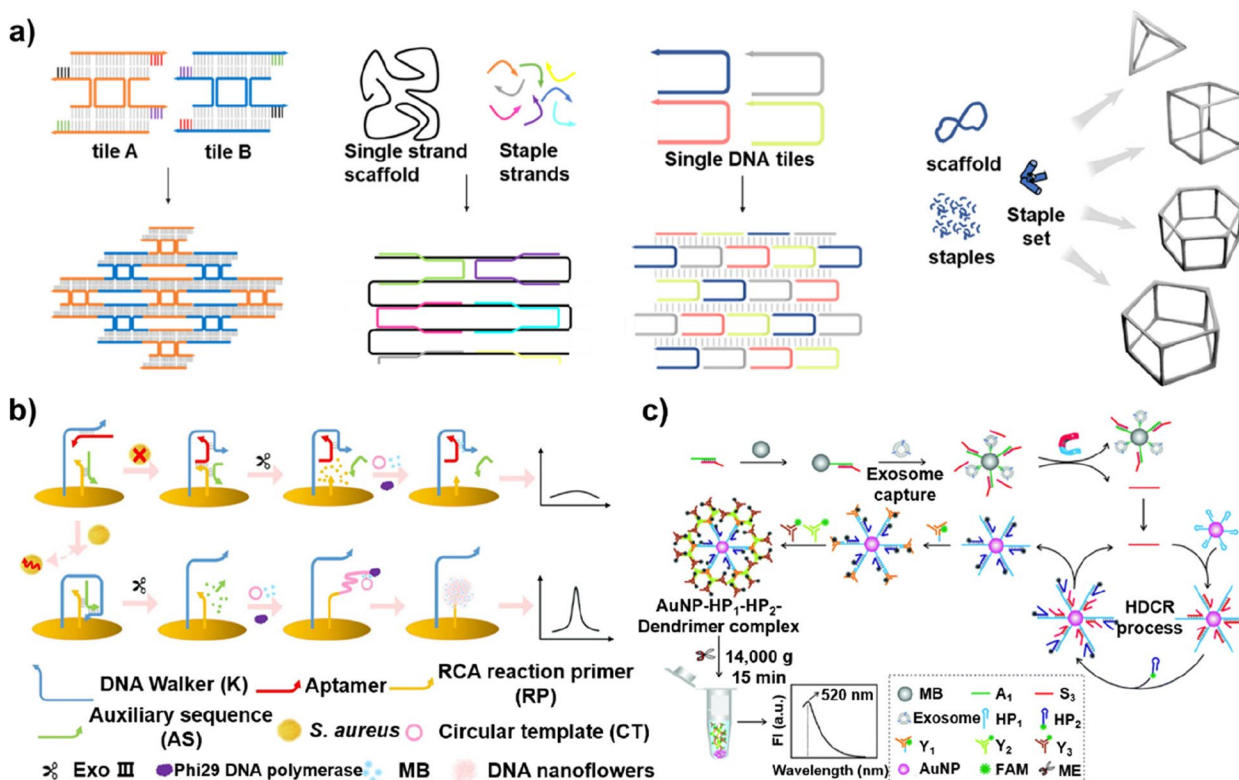 a)
tile A
tile B
Single strand
scaffold
Staple
strands
Single DNA tiles
scaffold
staples
Staple
set
b)
DNA Walker (K)
Aptamer
RCA reaction primer
(RP)
Auxiliary sequence
(AS)
S. aureus
Circular template (CT)
Exo III
Phi29 DNA polymerase
MB
DNA nanoflowers
c)
Exosome
capture
AuNP-HP1-HP2-
Dendrimer complex
HDCR
process
14,000 g
15 min
520 nm
FI (a.u.)
Wavelength (nm)
MB
A1
S3
Exosome
HP1
HP2
Y1
Y2
Y3
AuNP
FAM
ME